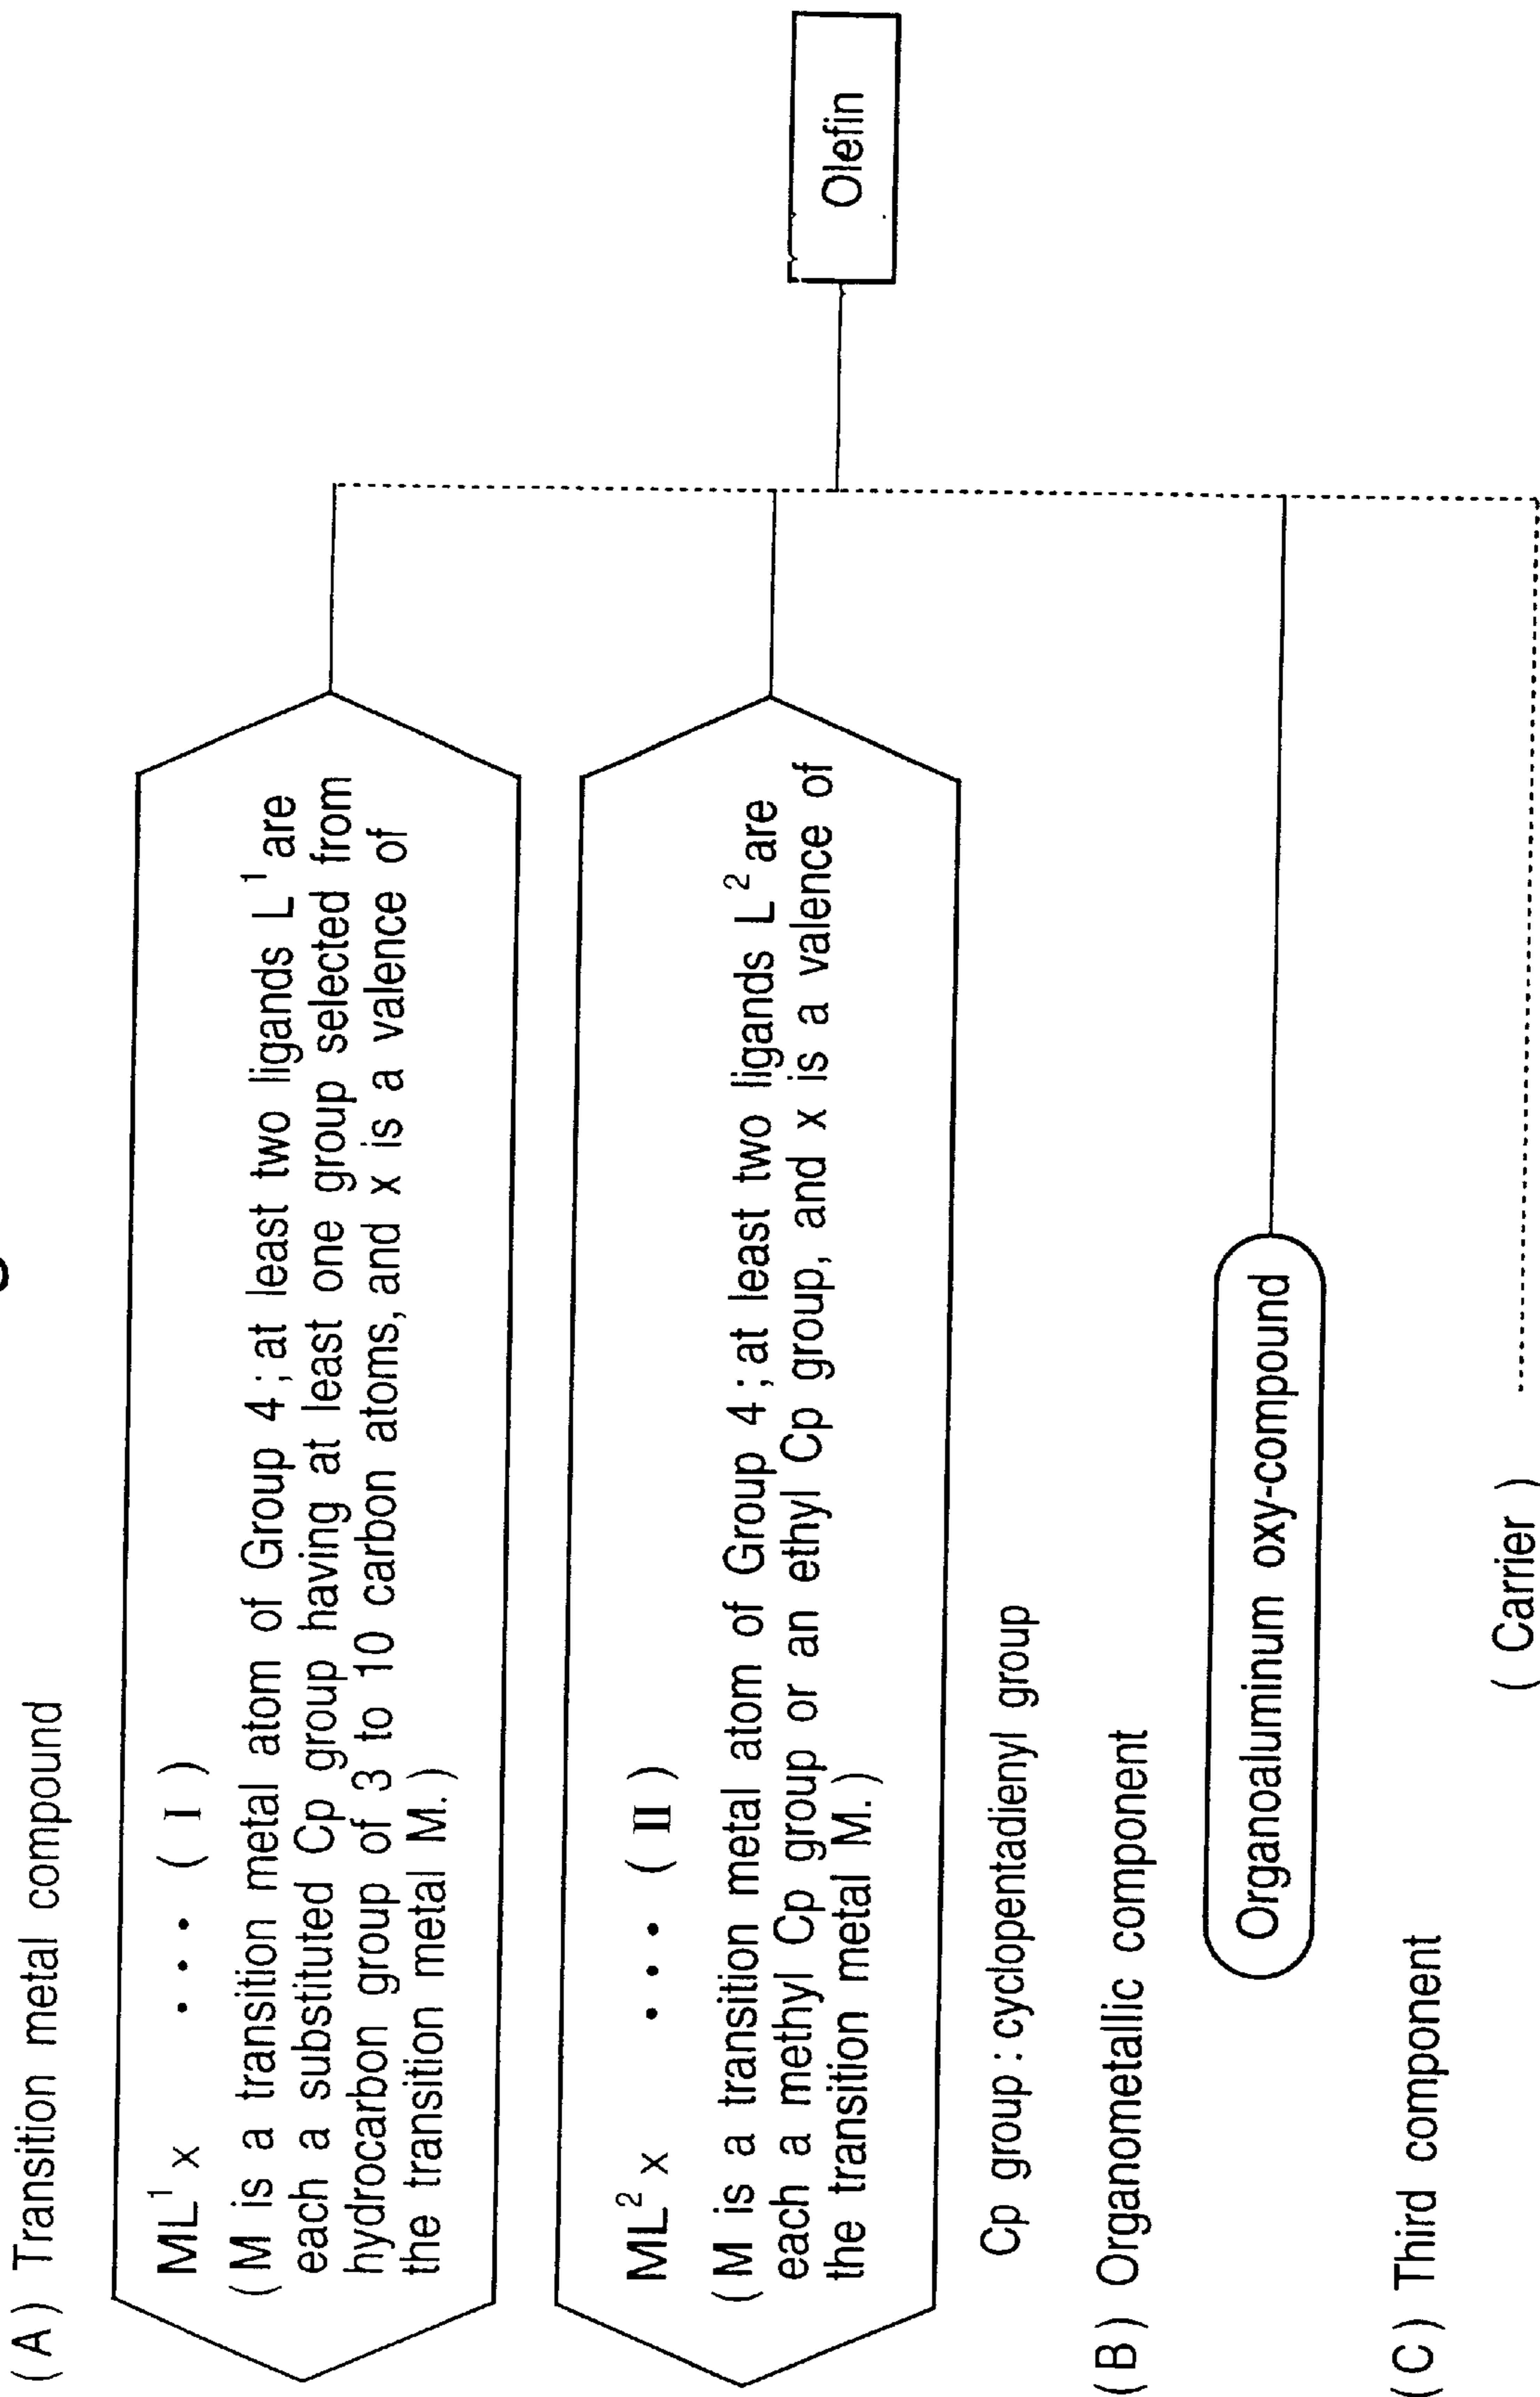 ( A ) Transition metal compound
ML¹ x ••• ( I )
( M is a transition metal atom of Group 4 ; at least two ligands L¹ are
each a substituted Cp group having at least one group selected from
hydrocarbon group of 3 to 10 carbon atoms, and x is a valence of
the transition metal M. )
ML² x ••• ( II )
( M is a transition metal atom of Group 4 ; at least two ligands L² are
each a methyl Cp group or an ethyl Cp group, and x is a valence of
the transition metal M. )
Cp group : cyclopentadienyl group
( B ) Organometallic component
Organoaluminum oxy-compound
( C ) Third component
( Carrier )
Olefin